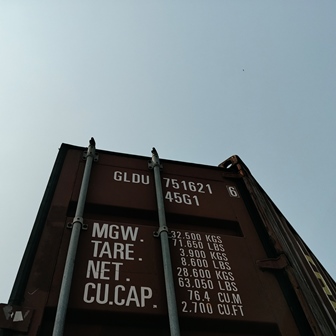 GLDU 751621 6
45G1
MGW. 32.500 KGS
71.650 LBS
TARE. 3.900 KGS
8.600 LBS
NET. 28.600 KGS
63.050 LBS
CU.CAP. 76.4 CU.M
2.700 CU.FT